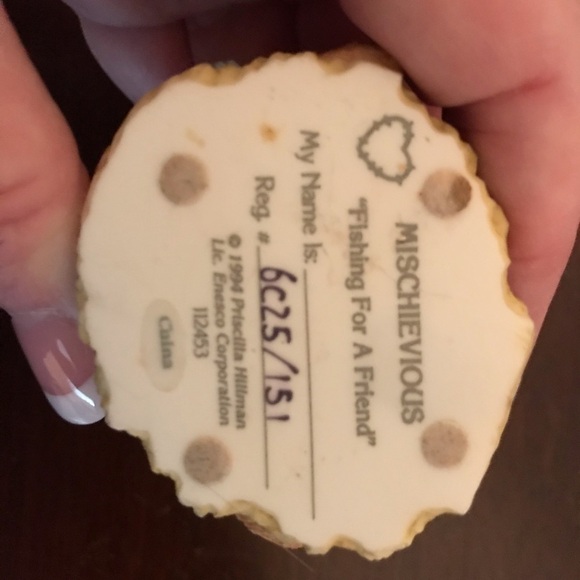 MISCHIEVIOUS
"Fishing For A Friend"
My Name Is:
Reg. # 6C25/151
© 1994 Priscilla Hillman
Lic. Enesco Corporation
112453
China